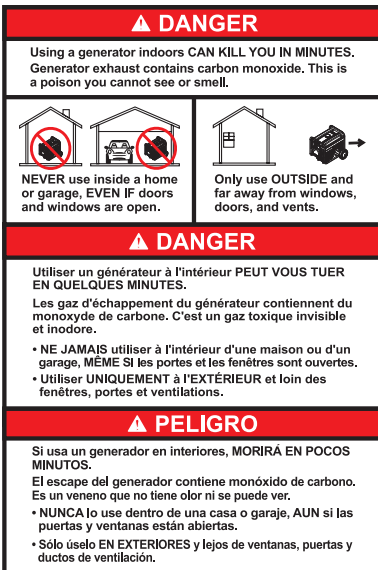 DANGER
Using a generator indoors CAN KILL YOU IN MINUTES.
Generator exhaust contains carbon monoxide. This is
a poison you cannot see or smell.
NEVER use inside a home
or garage, EVEN IF doors
and windows are open.
Only use OUTSIDE and
far away from windows,
doors, and vents.
DANGER
Utiliser un générateur à l'intérieur PEUT VOUS TUER
EN QUELQUES MINUTES.
Les gaz d'échappement du générateur contiennent du
monoxyde de carbone. C'est un gaz toxique invisible
et inodore.
• NE JAMAIS utiliser à l'intérieur d'une maison ou d'un
garage, MÊME SI les portes et les fenêtres sont ouvertes.
• Utiliser UNIQUEMENT à l'EXTÉRIEUR et loin des
fenêtres, portes et ventilations.
PELIGRO
Si usa un generador en interiores, MORIRÁ EN POCOS
MINUTOS.
El escape del generador contiene monóxido de carbono.
Es un veneno que no tiene olor ni se puede ver.
• NUNCA lo use dentro de una casa o garaje, AUN si las
puertas y ventanas están abiertas.
• Sólo úselo EN EXTERIORES y lejos de ventanas, puertas y
ductos de ventilación.